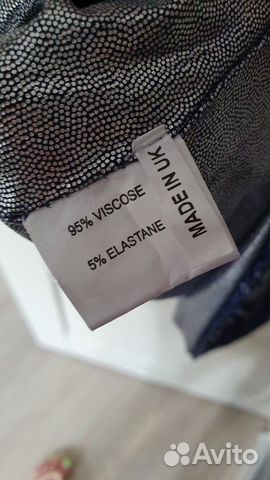 95% VISCOSE
5% ELASTANE
MADE IN UK
Avito